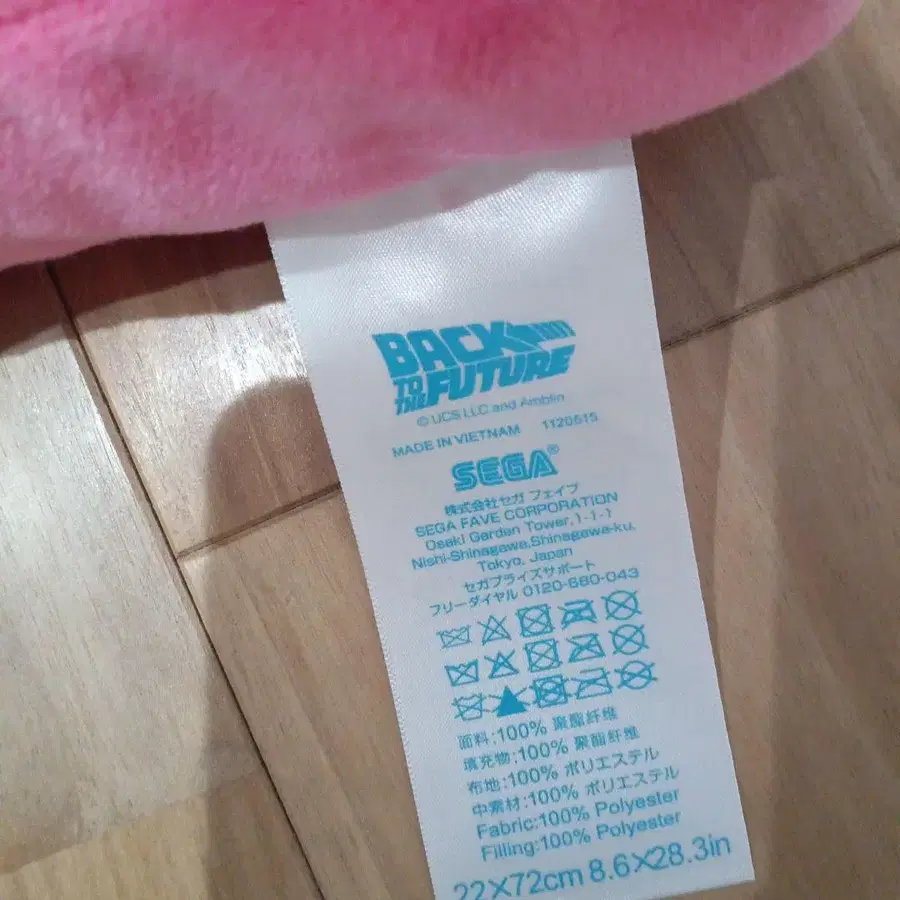 BACK
TO THE FUTURE
© UCS LLC and Amblin
MADE IN VIETNAM 1120515
SEGA®
株式会社セガ フェイブ
SEGA FAVE CORPORATION
Osaki Garden Tower,1-1-1
Nishi-Shinagawa,Shinagawa-ku,
Tokyo, Japan
セガプライズサポート
フリーダイヤル 0120-680-043
面料:100% 聚酯纤维
填充物:100% 聚酯纤维
布地:100% ポリエステル
中素材:100% ポリエステル
Fabric:100% Polyester
Filling:100% Polyester
22×72cm 8.6×28.3in